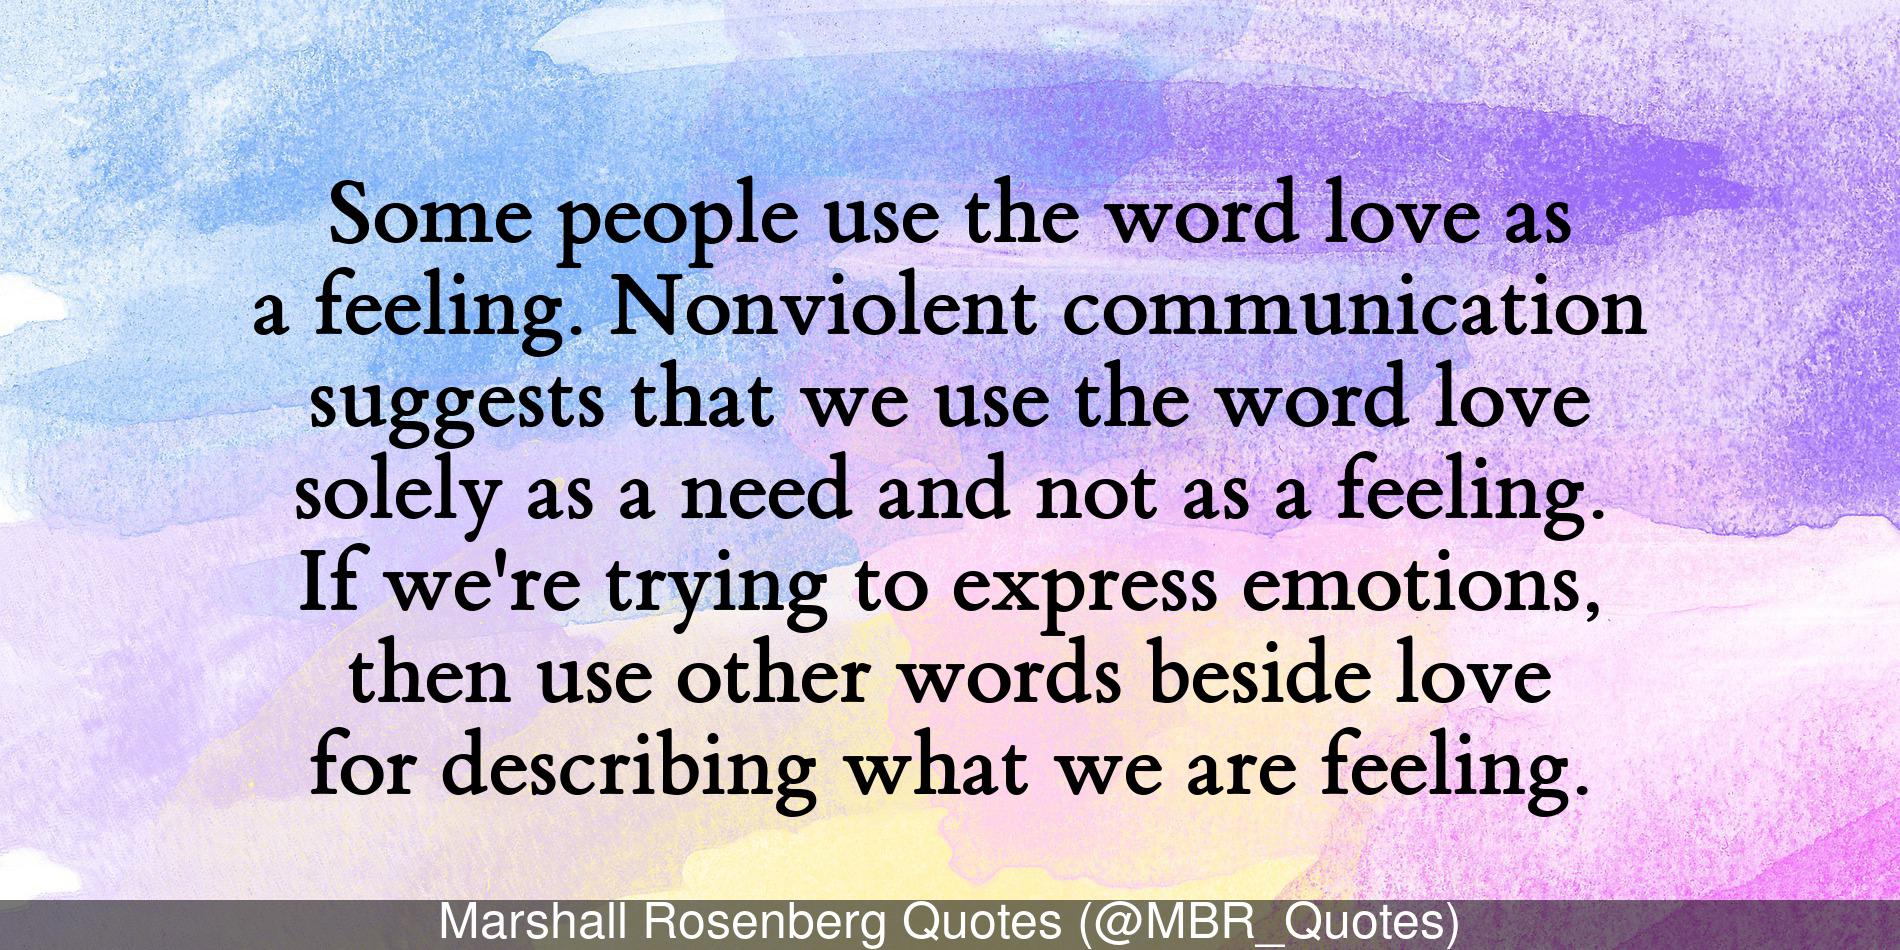 Some people use the word love as
a feeling. Nonviolent communication
suggests that we use the word love
solely as a need and not as a feeling.
If we're trying to express emotions,
then use other words beside love
for describing what we are feeling.
Marshall Rosenberg Quotes (@MBR_Quotes)